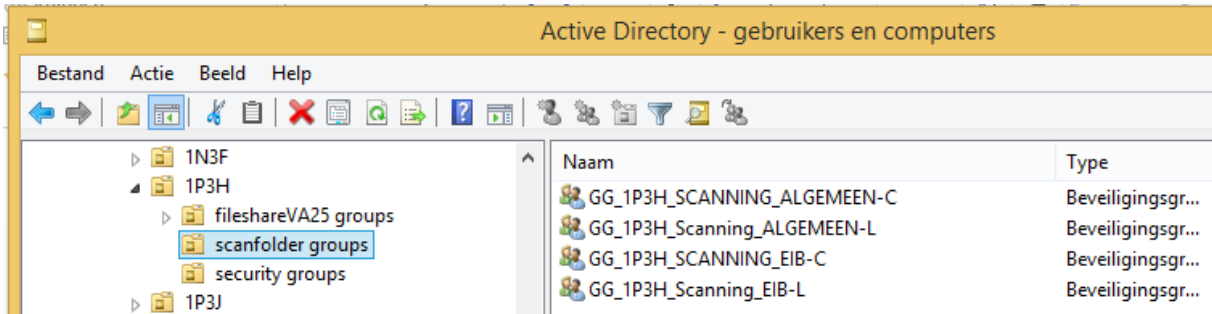 Active Directory - gebruikers en computers
Bestand Actie Beeld Help
1N3F
1P3H
fileshareVA25 groups
scanfolder groups
security groups
1P3J
Naam Type
GG_1P3H_SCANNING_ALGEMEEN-C Beveiligingsgr...
GG_1P3H_Scanning_ALGEMEEN-L Beveiligingsgr...
GG_1P3H_SCANNING_EIB-C Beveiligingsgr...
GG_1P3H_Scanning_EIB-L Beveiligingsgr...